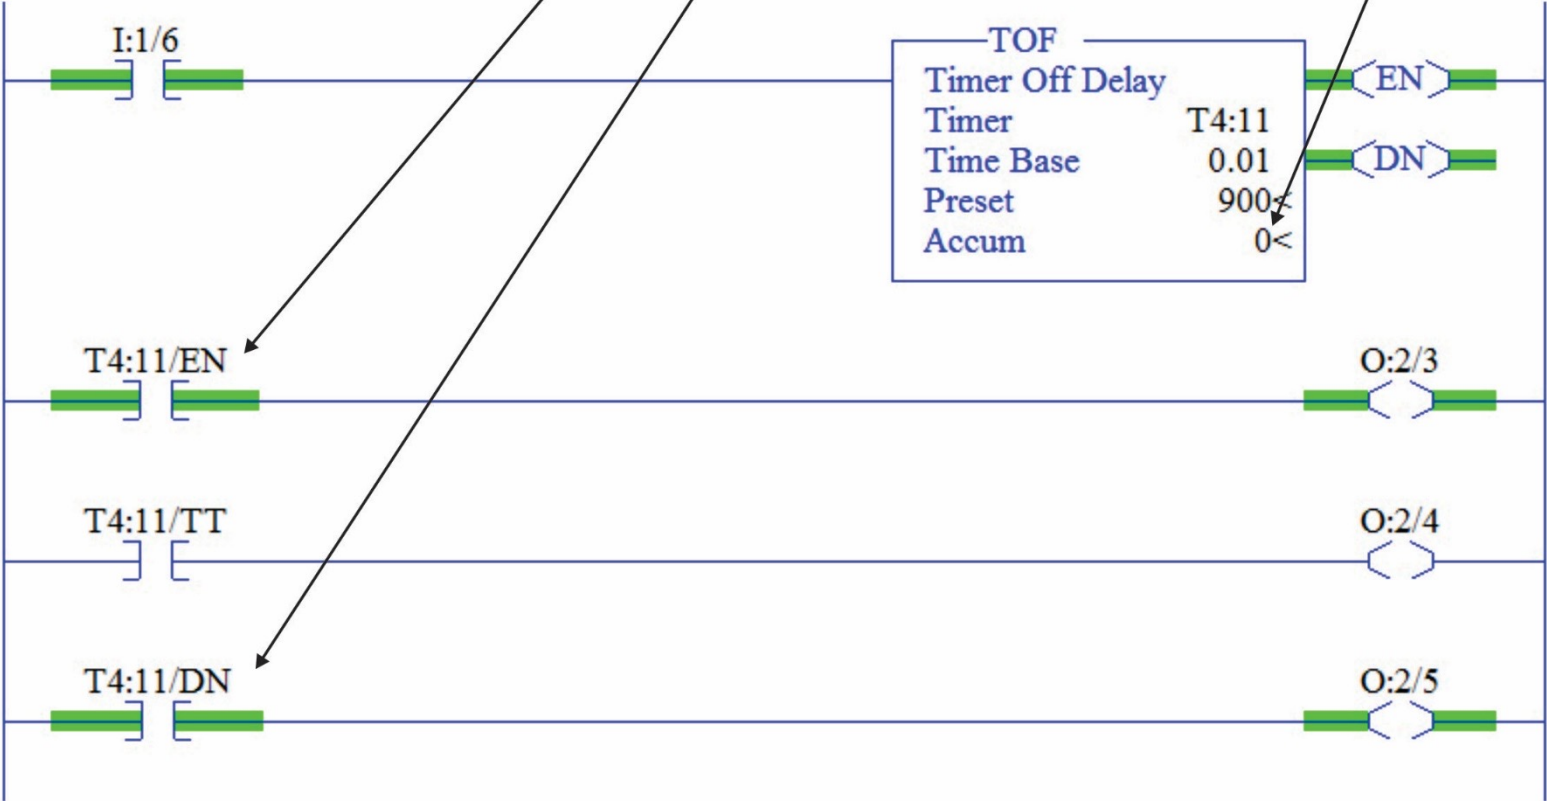 I:1/6
TOF
Timer Off Delay
Timer T4:11
Time Base 0.01
Preset 900<
Accum 0<
EN
DN
T4:11/EN
O:2/3
T4:11/TT
O:2/4
T4:11/DN
O:2/5